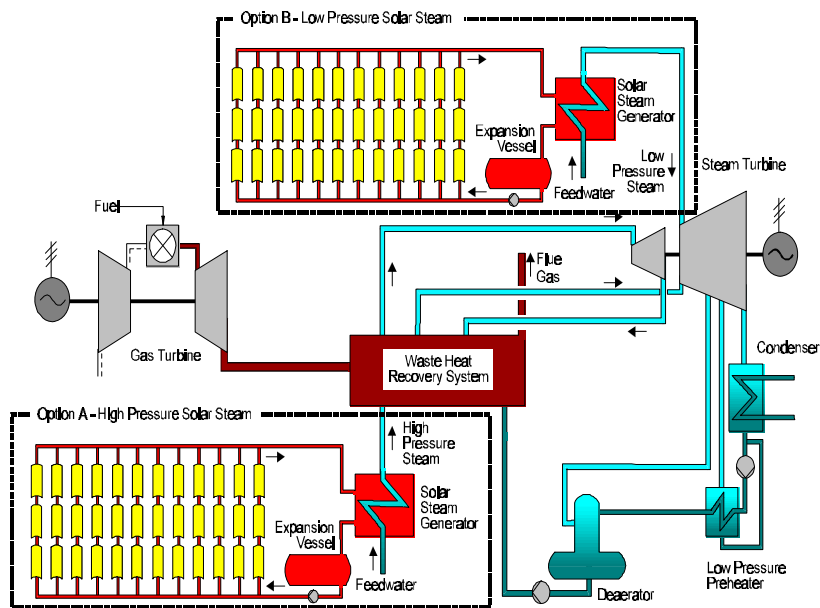 Option B - Low Pressure Solar Steam
Solar
Steam
Generator
Expansion
Vessel
Feedwater
Low
Pressure
Steam
Steam Turbine
Fuel
Flue
Gas
Gas Turbine
Waste Heat
Recovery System
Condenser
Option A - High Pressure Solar Steam
High
Pressure
Steam
Solar
Steam
Generator
Expansion
Vessel
Feedwater
Deaerator
Low Pressure
Preheater